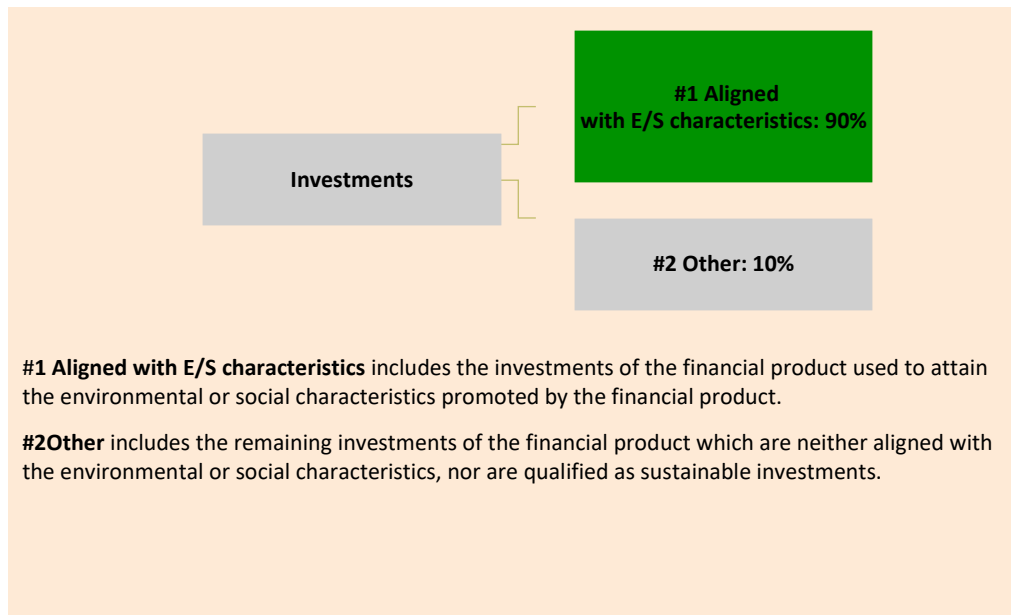 #1 Aligned
with E/S characteristics: 90%
Investments
#2 Other: 10%
#1 Aligned with E/S characteristics includes the investments of the financial product used to attain
the environmental or social characteristics promoted by the financial product.
#2Other includes the remaining investments of the financial product which are neither aligned with
the environmental or social characteristics, nor are qualified as sustainable investments.